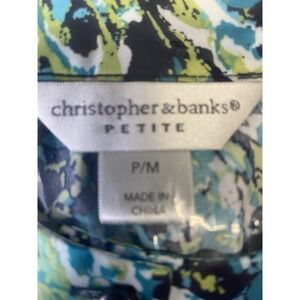 christopher & banks®
PETITE
P/M
MADE IN
CHINA